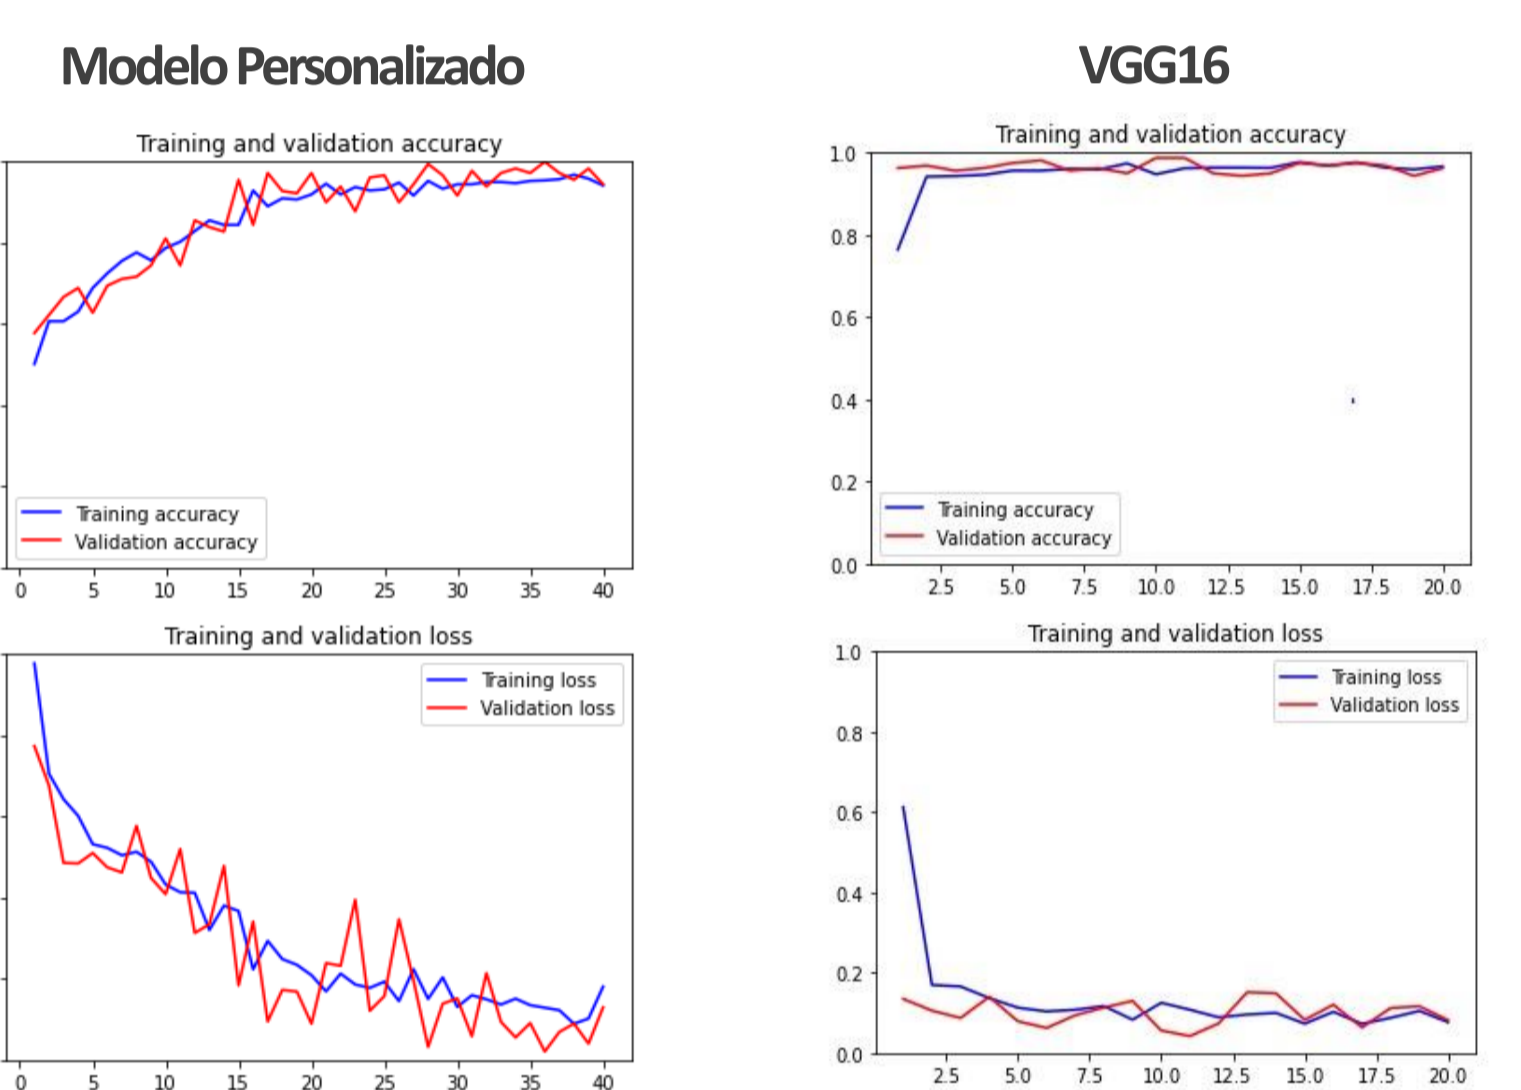 Modelo Personalizado
VGG16
Training and validation accuracy
Training accuracy
Validation accuracy
0 5 10 15 20 25 30 35 40
Training and validation accuracy
1.0
0.8
0.6
0.4
0.2
0.0
Training accuracy
Validation accuracy
2.5 5.0 7.5 10.0 12.5 15.0 17.5 20.0
Training and validation loss
Training loss
Validation loss
0 5 10 15 20 25 30 35 40
Training and validation loss
1.0
0.8
0.6
0.4
0.2
0.0
Training loss
Validation loss
2.5 5.0 7.5 10.0 12.5 15.0 17.5 20.0